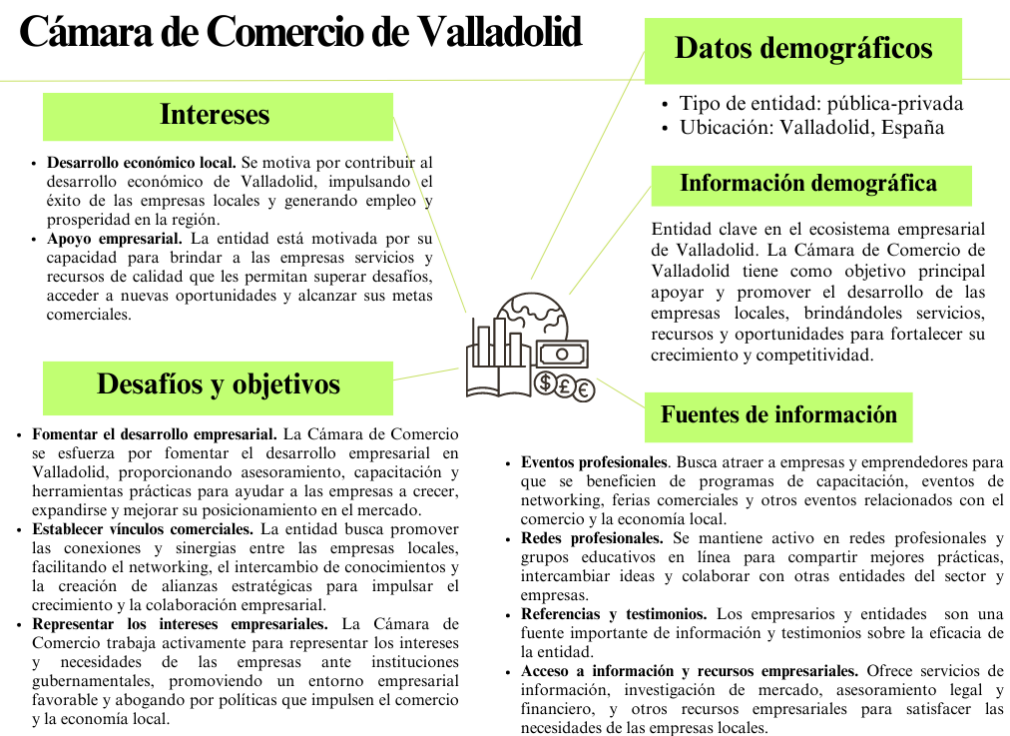 Cámara de Comercio de Valladolid
Intereses
• Desarrollo económico local. Se motiva por contribuir al
desarrollo económico de Valladolid, impulsando el
éxito de las empresas locales y generando empleo y
prosperidad en la región.
• Apoyo empresarial. La entidad está motivada por su
capacidad para brindar a las empresas servicios y
recursos de calidad que les permitan superar desafíos,
acceder a nuevas oportunidades y alcanzar sus metas
comerciales.
Desafíos y objetivos
• Fomentar el desarrollo empresarial. La Cámara de Comercio
se esfuerza por fomentar el desarrollo empresarial en
Valladolid, proporcionando asesoramiento, capacitación y
herramientas prácticas para ayudar a las empresas a crecer,
expandirse y mejorar su posicionamiento en el mercado.
• Establecer vínculos comerciales. La entidad busca promover
las conexiones y sinergias entre las empresas locales,
facilitando el networking, el intercambio de conocimientos y
la creación de alianzas estratégicas para impulsar el
crecimiento y la colaboración empresarial.
• Representar los intereses empresariales. La Cámara de
Comercio trabaja activamente para representar los intereses
y necesidades de las empresas ante instituciones
gubernamentales, promoviendo un entorno empresarial
favorable y abogando por políticas que impulsen el comercio
y la economía local.
Datos demográficos
• Tipo de entidad: pública-privada
• Ubicación: Valladolid, España
Información demográfica
Entidad clave en el ecosistema empresarial
de Valladolid. La Cámara de Comercio de
Valladolid tiene como objetivo principal
apoyar y promover el desarrollo de las
empresas locales, brindándoles servicios,
recursos y oportunidades para fortalecer su
crecimiento y competitividad.
$ £ €
Fuentes de información
• Eventos profesionales. Busca atraer a empresas y emprendedores para
que se beneficien de programas de capacitación, eventos de
networking, ferias comerciales y otros eventos relacionados con el
comercio y la economía local.
• Redes profesionales. Se mantiene activo en redes profesionales y
grupos educativos en línea para compartir mejores prácticas,
intercambiar ideas y colaborar con otras entidades del sector y
empresas.
• Referencias y testimonios. Los empresarios y entidades son una
fuente importante de información y testimonios sobre la eficacia de
la entidad.
• Acceso a información y recursos empresariales. Ofrece servicios de
información, investigación de mercado, asesoramiento legal y
financiero, y otros recursos empresariales para satisfacer las
necesidades de las empresas locales.